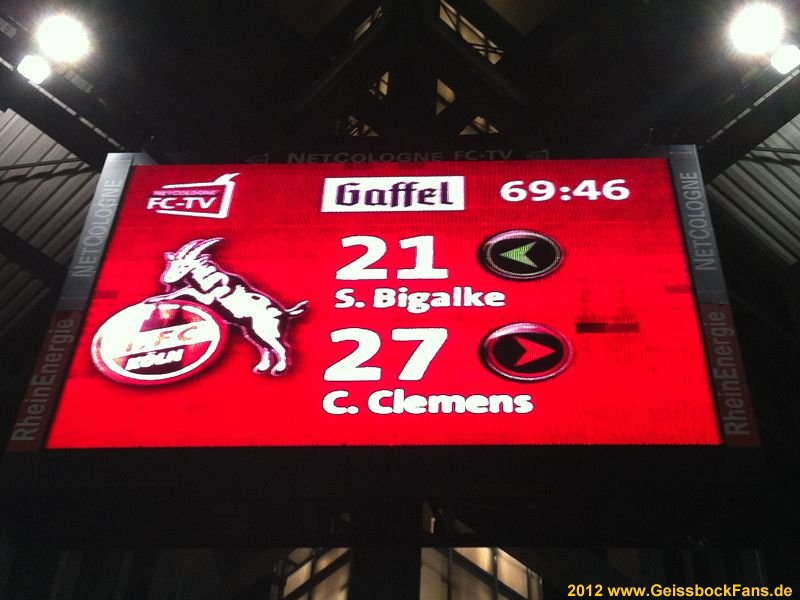 NETCOLOGNE FC-TV
NETCOLOGNE
FC-TV
Gaffel
69:46
21
S. Bigalke
27
C. Clemens
1.FC
KÖLN
NETCOLOGNE
RheinEnergie
NETCOLOGNE
RheinEnergie
2012 www.GeissbockFans.de